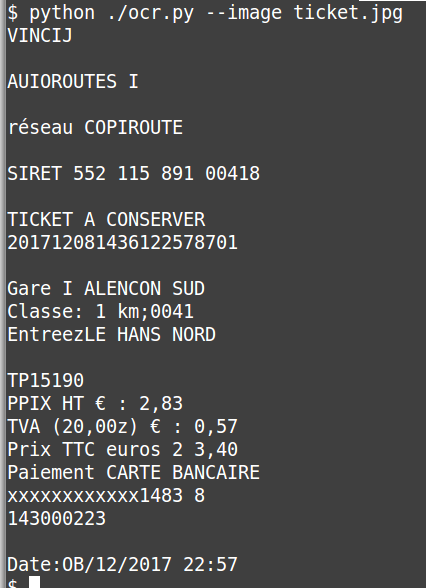 $ python ./ocr.py --image ticket.jpg
VINCIJ
AUIOROUTES I
réseau COPIROUTE
SIRET 552 115 891 00418
TICKET A CONSERVER
201712081436122578701
Gare I ALENCON SUD
Classe: 1 km;0041
EntreezLE HANS NORD
TP15190
PPIX HT € : 2,83
TVA (20,00z) € : 0,57
Prix TTC euros 2 3,40
Paiement CARTE BANCAIRE
xxxxxxxxxxxx1483 8
143000223
Date:OB/12/2017 22:57
$